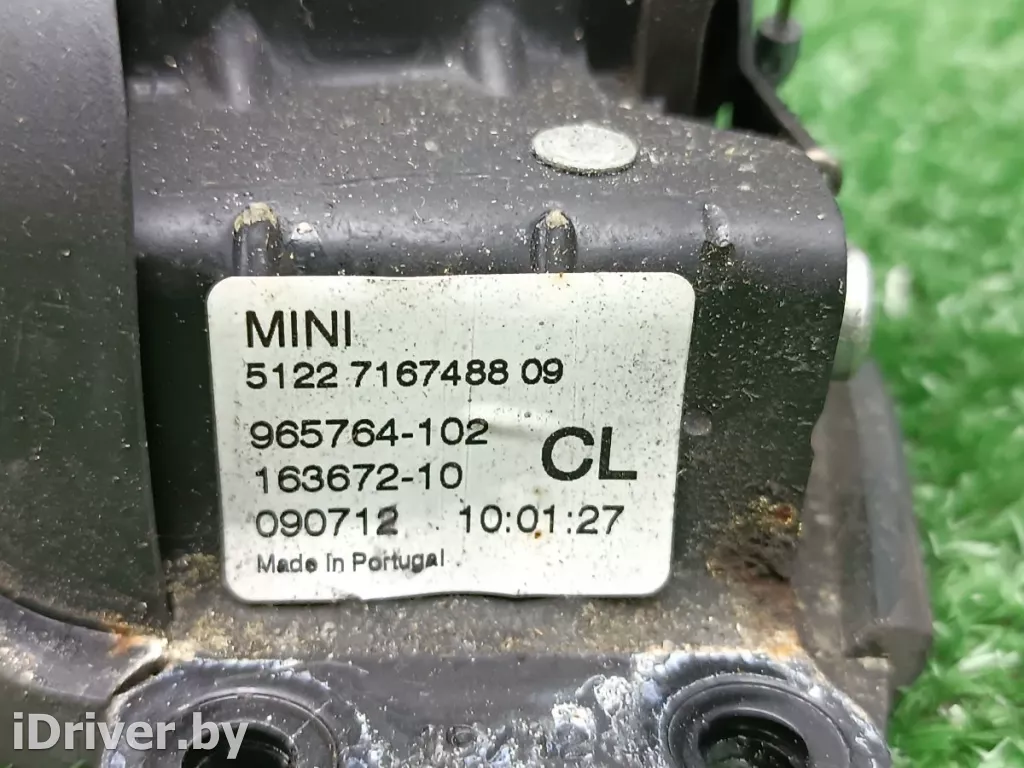 MINI
5122 7167488 09
965764-102
163672-10
CL
090712 10:01:27
Made in Portugal
iDriver.by